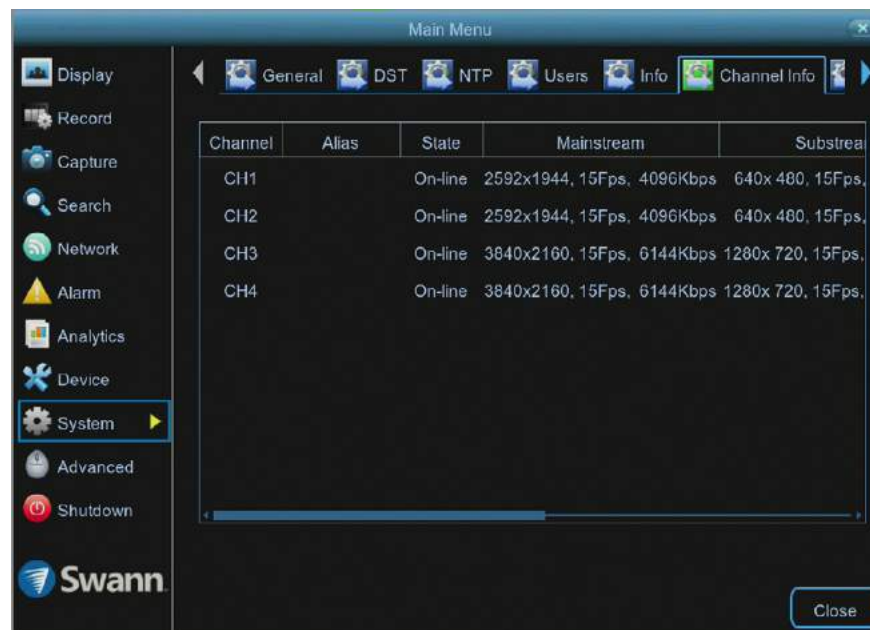 Main Menu
Display
Record
Capture
Search
Network
Alarm
Analytics
Device
System
Advanced
Shutdown
Swann
General DST NTP Users Info Channel Info
Channel Alias State Mainstream Substrea
CH1 On-line 2592x1944, 15Fps, 4096Kbps 640x 480, 15Fps,
CH2 On-line 2592x1944, 15Fps, 4096Kbps 640x 480, 15Fps,
CH3 On-line 3840x2160, 15Fps, 6144Kbps 1280x 720, 15Fps,
CH4 On-line 3840x2160, 15Fps, 6144Kbps 1280x 720, 15Fps,
Close